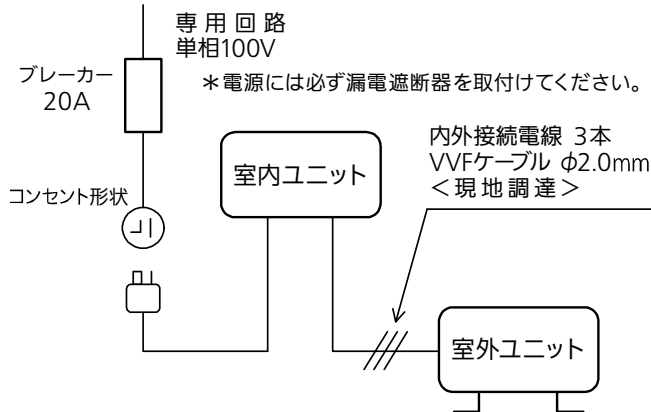 専用回路
単相100V
ブレーカー
20A
＊電源には必ず漏電遮断器を取付けてください。
内外接続電線 3本
VVFケーブル φ2.0mm
＜現地調達＞
室内ユニット
コンセント形状
室外ユニット